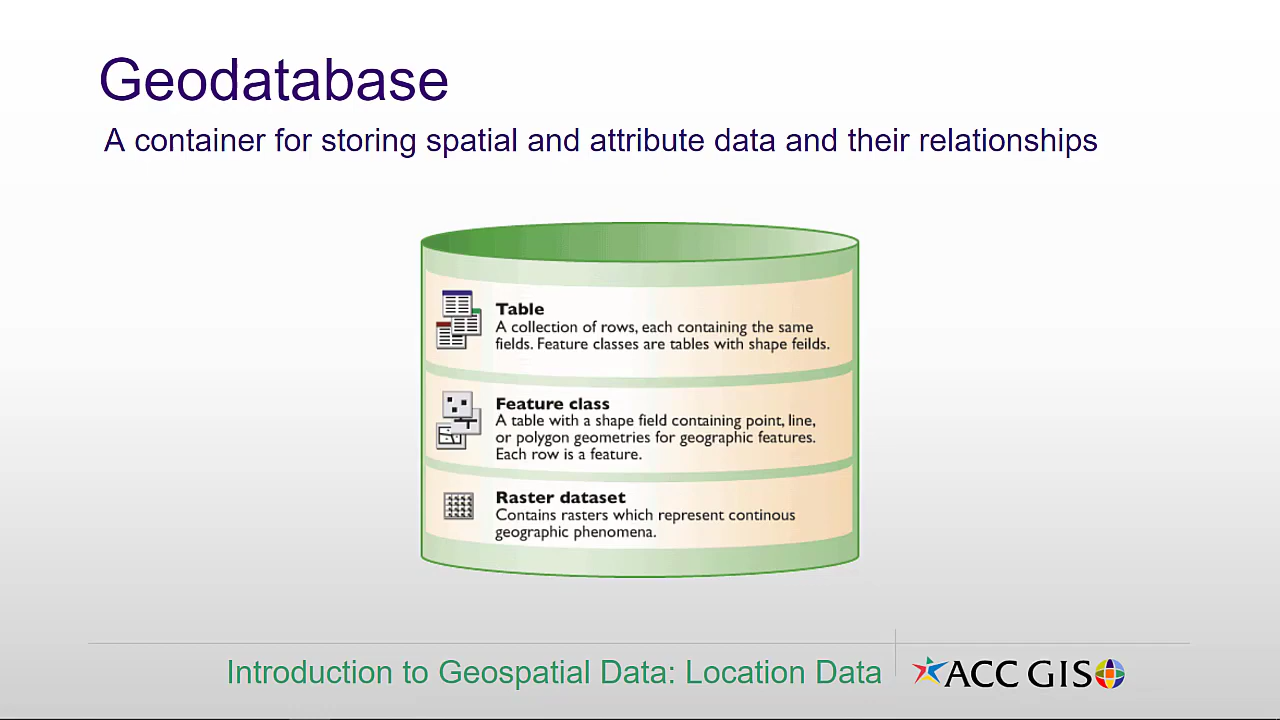 Geodatabase
A container for storing spatial and attribute data and their relationships
Table
A collection of rows, each containing the same
fields. Feature classes are tables with shape feilds.
Feature class
A table with a shape field containing point, line,
or polygon geometries for geographic features.
Each row is a feature.
Raster dataset
Contains rasters which represent continous
geographic phenomena.
Introduction to Geospatial Data: Location Data
ACC GIS